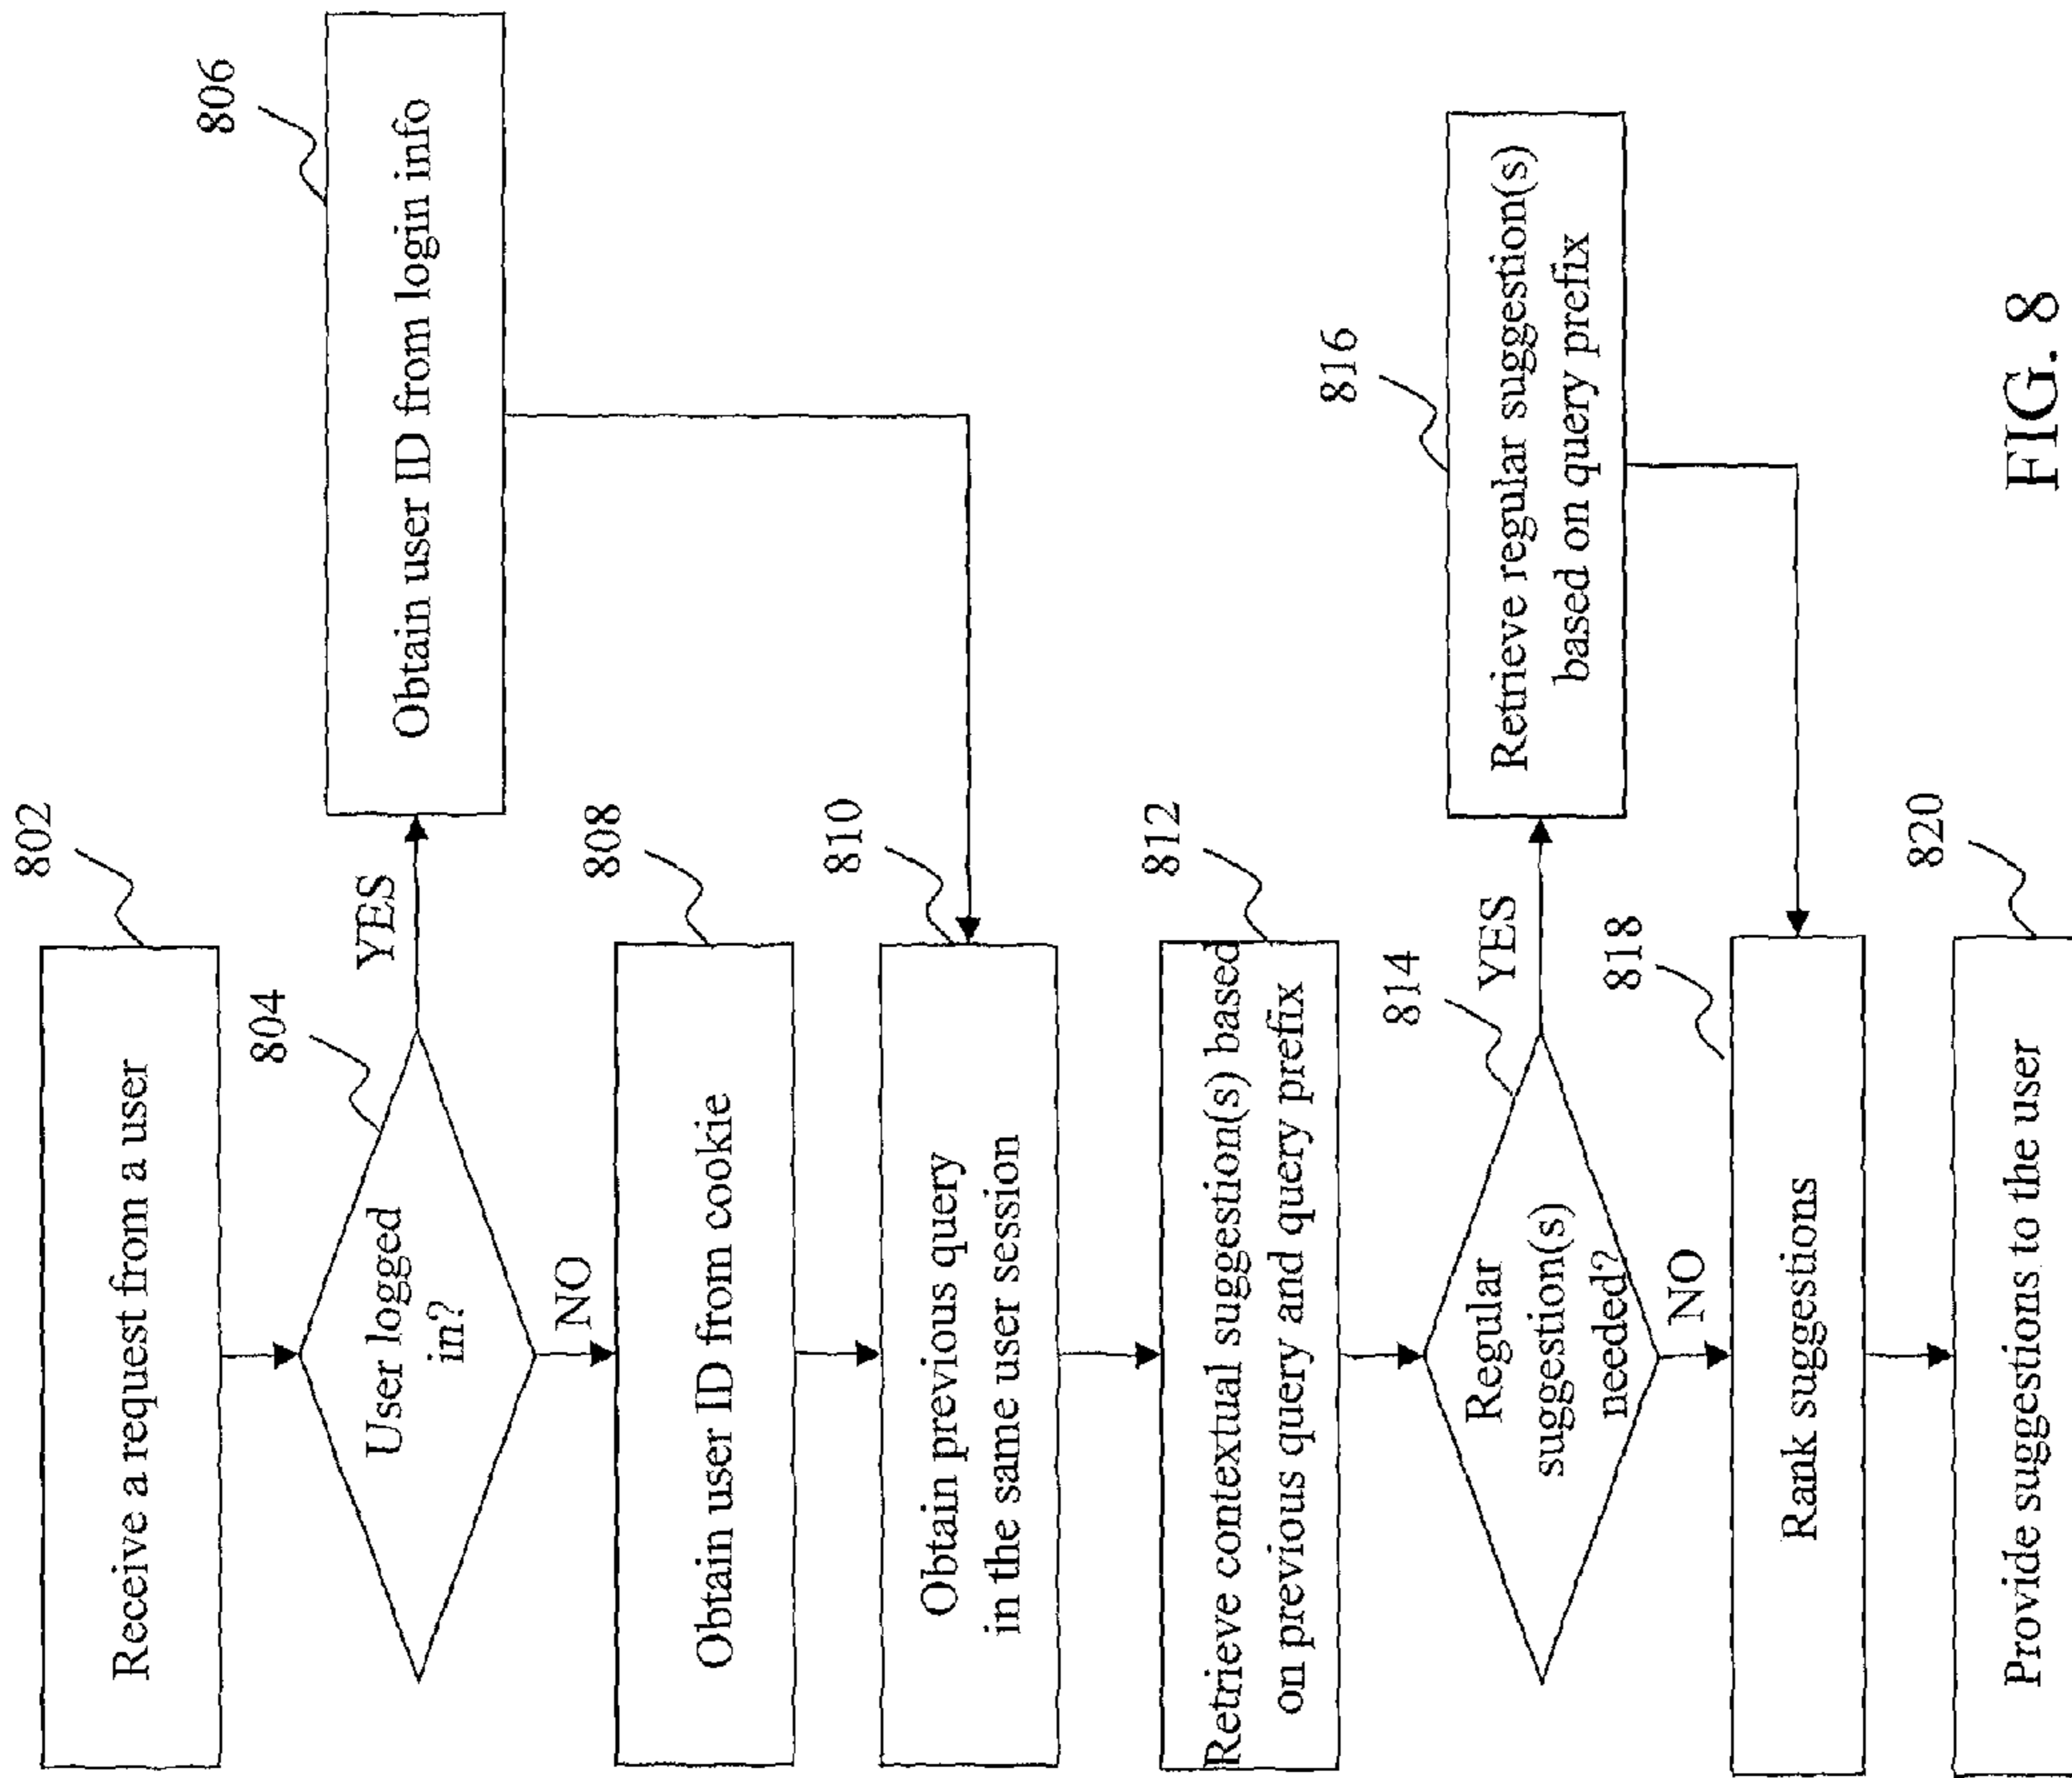 802
Receive a request from a user
804
User logged
in?
YES
806
Obtain user ID from login info
NO
808
Obtain user ID from cookie
810
Obtain previous query
in the same user session
812
Retrieve contextual suggestion(s) based
on previous query and query prefix
814
Regular
suggestion(s)
needed?
YES
816
Retrieve regular suggestion(s)
based on query prefix
NO
818
Rank suggestions
820
Provide suggestions to the user
FIG. 8